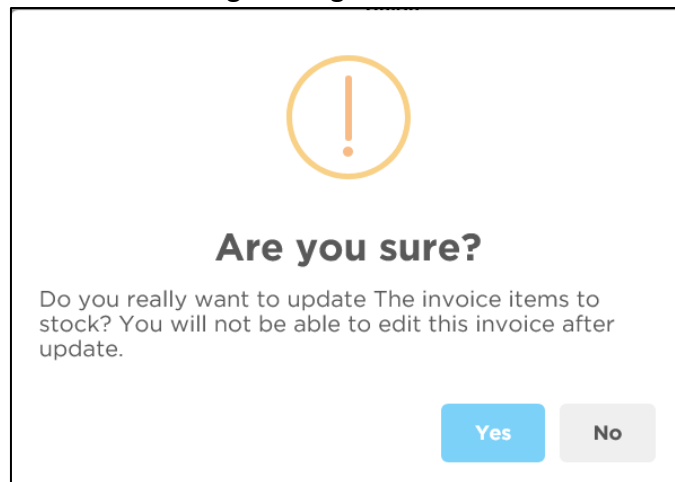 Are you sure?
Do you really want to update The invoice items to
stock? You will not be able to edit this invoice after
update.
Yes
No